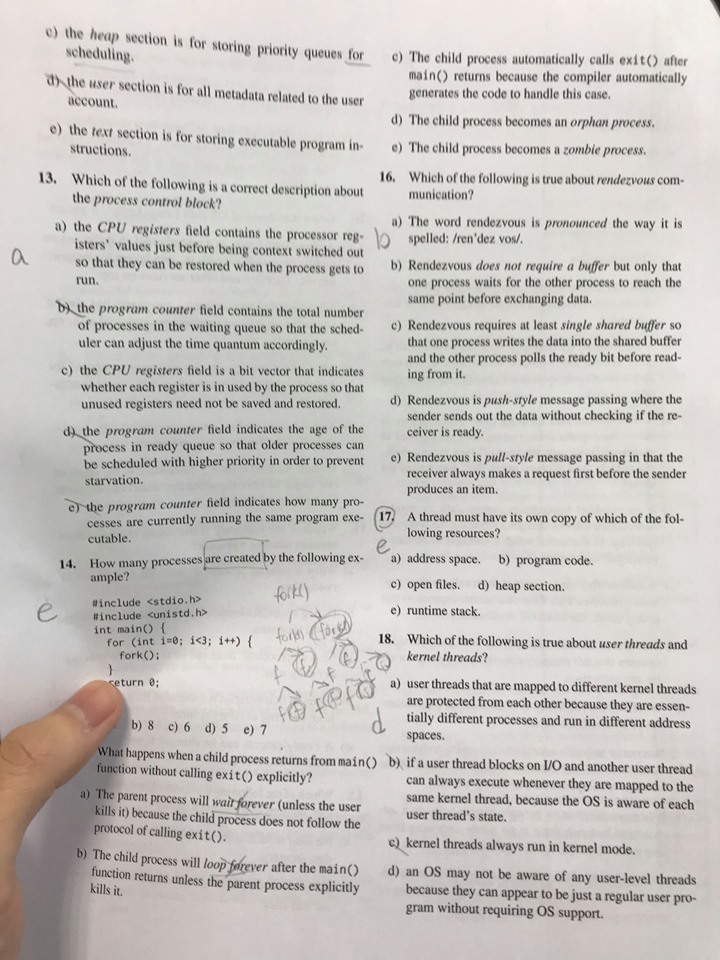 c) the heap section is for storing priority queues for
scheduling.
d) the user section is for all metadata related to the user
account.
e) the text section is for storing executable program in-
structions.
13. Which of the following is a correct description about
the process control block?
a
a) the CPU registers field contains the processor reg-
isters' values just before being context switched out
so that they can be restored when the process gets to
run.
b) the program counter field contains the total number
of processes in the waiting queue so that the sched-
uler can adjust the time quantum accordingly.
c) the CPU registers field is a bit vector that indicates
whether each register is in used by the process so that
unused registers need not be saved and restored.
d) the program counter field indicates the age of the
process in ready queue so that older processes can
be scheduled with higher priority in order to prevent
starvation.
e) the program counter field indicates how many pro-
cesses are currently running the same program exe-
cutable.
14. How many processes are created by the following ex-
ample?
e
#include <stdio.h>
#include <unistd.h>
int main() {
for (int i=0; i<3; i++) {
fork();
}
return 0;
fork()
b) 8 c) 6 d) 5 e) 7
What happens when a child process returns from main()
function without calling exit() explicitly?
a) The parent process will wait forever (unless the user
kills it) because the child process does not follow the
protocol of calling exit().
b) The child process will loop forever after the main()
function returns unless the parent process explicitly
kills it.
c) The child process automatically calls exit() after
main() returns because the compiler automatically
generates the code to handle this case.
d) The child process becomes an orphan process.
e) The child process becomes a zombie process.
16. Which of the following is true about rendezvous com-
munication?
b
a) The word rendezvous is pronounced the way it is
spelled: /ren'dez vos/.
b) Rendezvous does not require a buffer but only that
one process waits for the other process to reach the
same point before exchanging data.
c) Rendezvous requires at least single shared buffer so
that one process writes the data into the shared buffer
and the other process polls the ready bit before read-
ing from it.
d) Rendezvous is push-style message passing where the
sender sends out the data without checking if the re-
ceiver is ready.
e) Rendezvous is pull-style message passing in that the
receiver always makes a request first before the sender
produces an item.
17. A thread must have its own copy of which of the fol-
lowing resources?
e
a) address space. b) program code.
c) open files. d) heap section.
e) runtime stack.
18. Which of the following is true about user threads and
kernel threads?
d
a) user threads that are mapped to different kernel threads
are protected from each other because they are essen-
tially different processes and run in different address
spaces.
b) if a user thread blocks on I/O and another user thread
can always execute whenever they are mapped to the
same kernel thread, because the OS is aware of each
user thread's state.
c) kernel threads always run in kernel mode.
d) an OS may not be aware of any user-level threads
because they can appear to be just a regular user pro-
gram without requiring OS support.